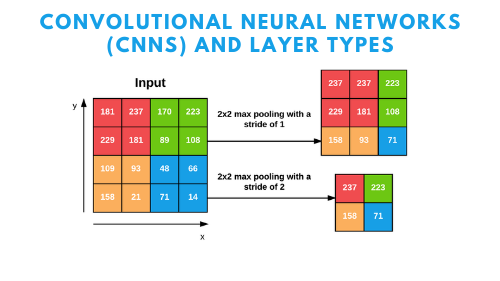 CONVOLUTIONAL NEURAL NETWORKS
(CNNS) AND LAYER TYPES
Input
y
181 237 170 223
229 181 89 108
109 93 48 66
158 21 71 14
x
2x2 max pooling with a
stride of 1
237 237 223
229 181 108
158 93 71
2x2 max pooling with a
stride of 2
237 223
158 71